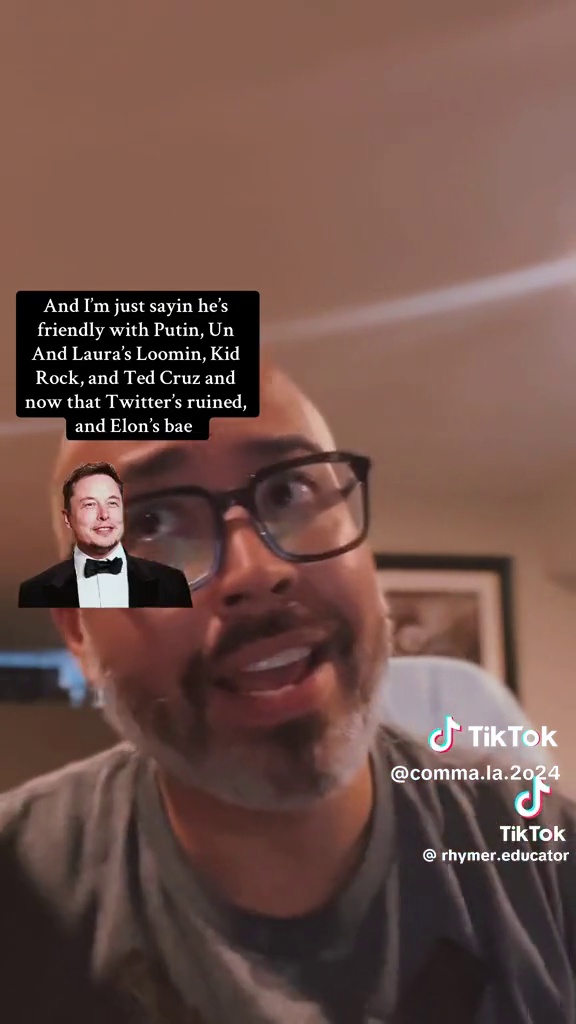 And I'm just sayin he's
friendly with Putin, Un
And Laura's Loomin, Kid
Rock, and Ted Cruz and
now that Twitter's ruined,
and Elon's bae
TikTok
@comma.la.2024
TikTok
@ rhymer.educator